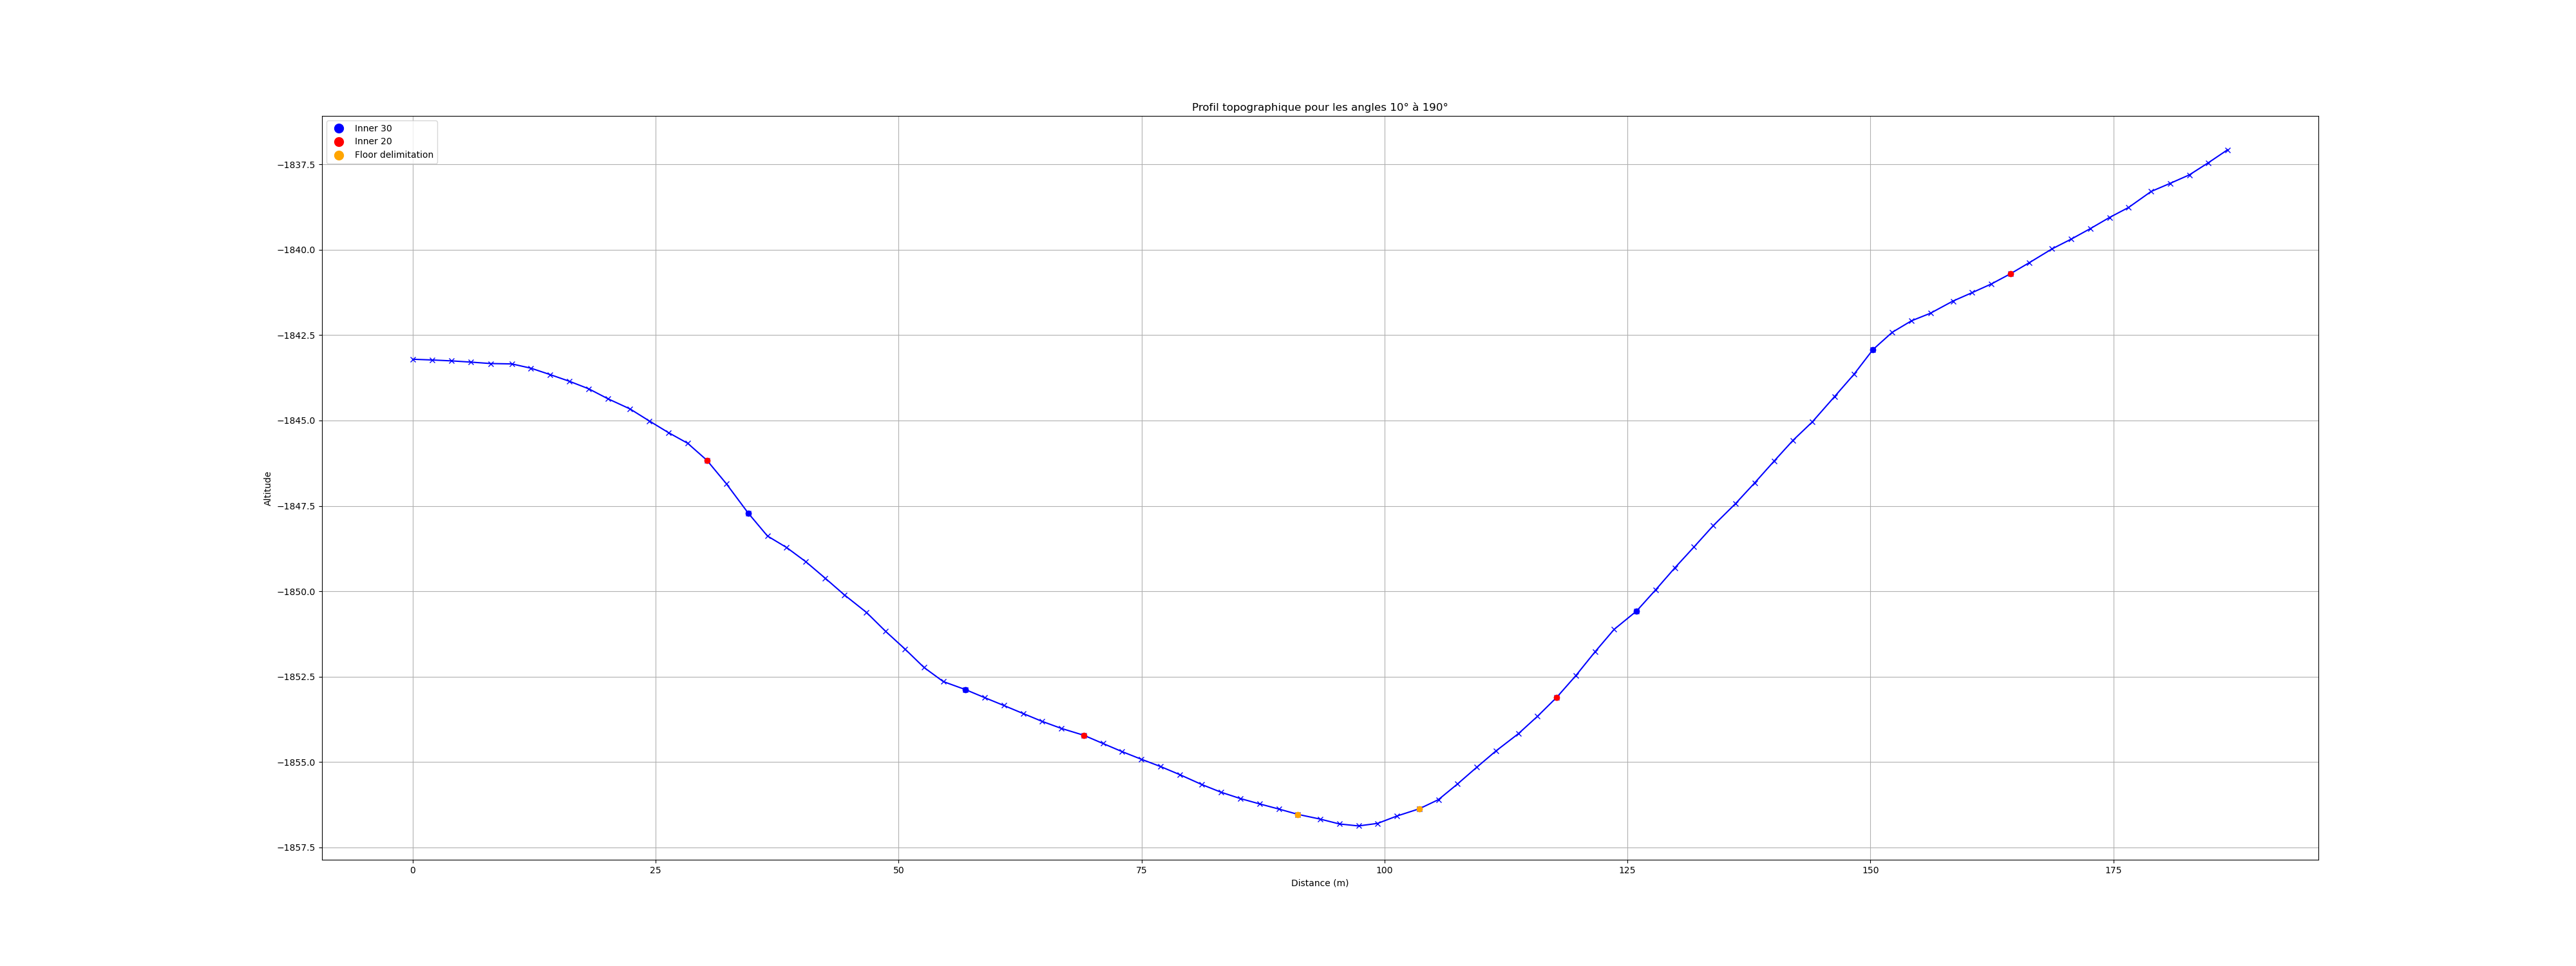 Profil topographique pour les angles 10° à 190°
Inner 30
Inner 20
Floor delimitation
−1837.5
−1840.0
−1842.5
−1845.0
−1847.5
−1850.0
−1852.5
−1855.0
−1857.5
Altitude
0 25 50 75 100 125 150 175
Distance (m)